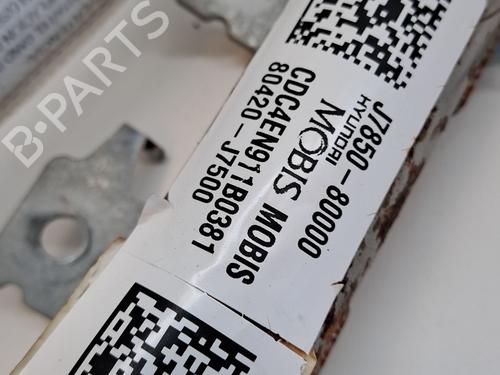 B-PARTS
J7850-80000
HYUNDAI
MOBIS MOBIS
CDC4EN911B0381
80420-J7500